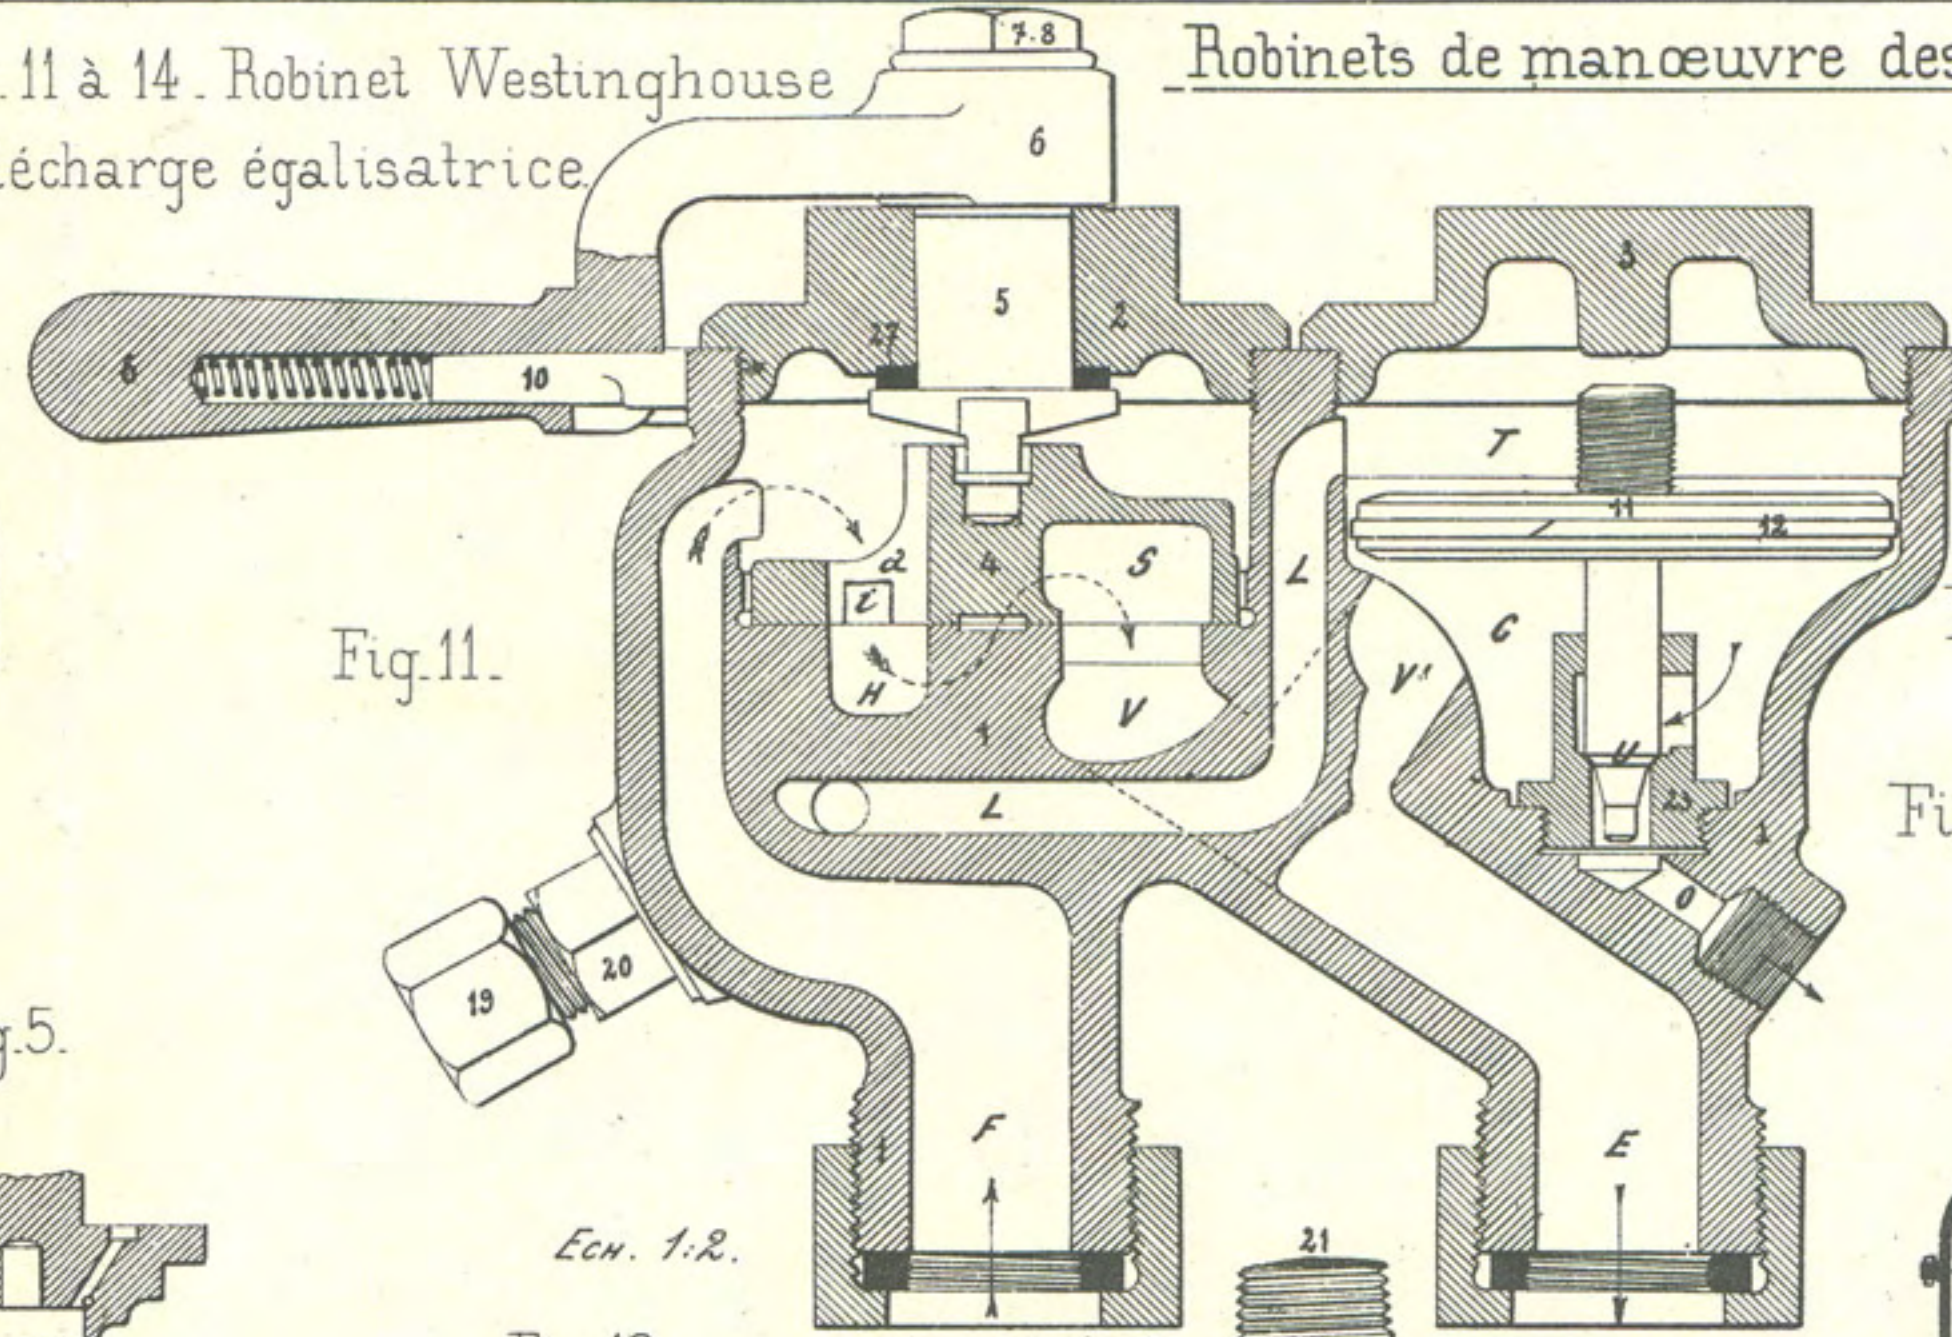 . 11 à 14. Robinet Westinghouse
écharge égalisatrice.
Robinets de manœuvre des
7.8
6
5
2
27
3
6
10
T
11
12
R
a
i
4
S
L
H
V
V'
C
1
U
23
1
L
O
Fig. 11.
19
20
F
E
1
Ech. 1:2.
21
.5.
Fi